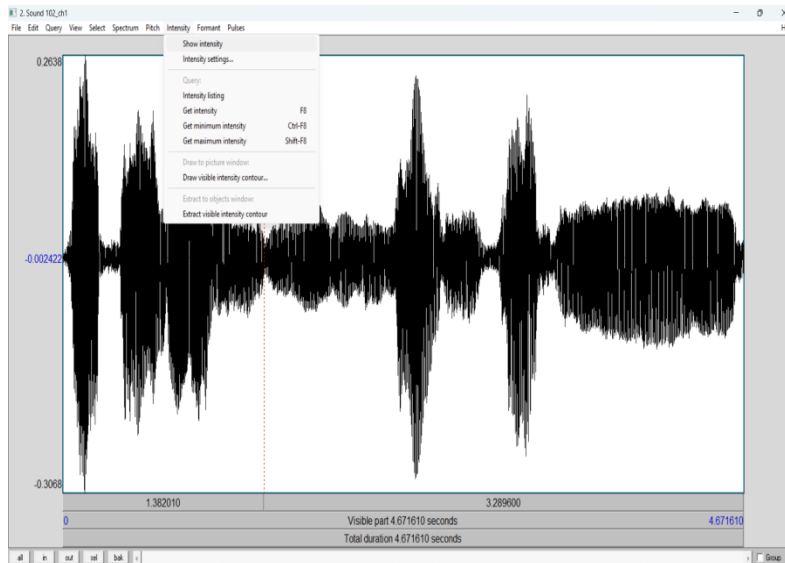 2. Sound 102_ch1
File Edit Query View Select Spectrum Pitch Intensity Formant Pulses H
Show intensity
Intensity settings...
Query:
Intensity listing
Get intensity F8
Get minimum intensity Ctrl-F8
Get maximum intensity Shift-F8
Draw to picture window:
Draw visible intensity contour...
Extract to objects window:
Extract visible intensity contour
0.2638
-0.002422
-0.3068
1.382010 3.289600
0 Visible part 4.671610 seconds 4.671610
Total duration 4.671610 seconds
all in out sel bak Group